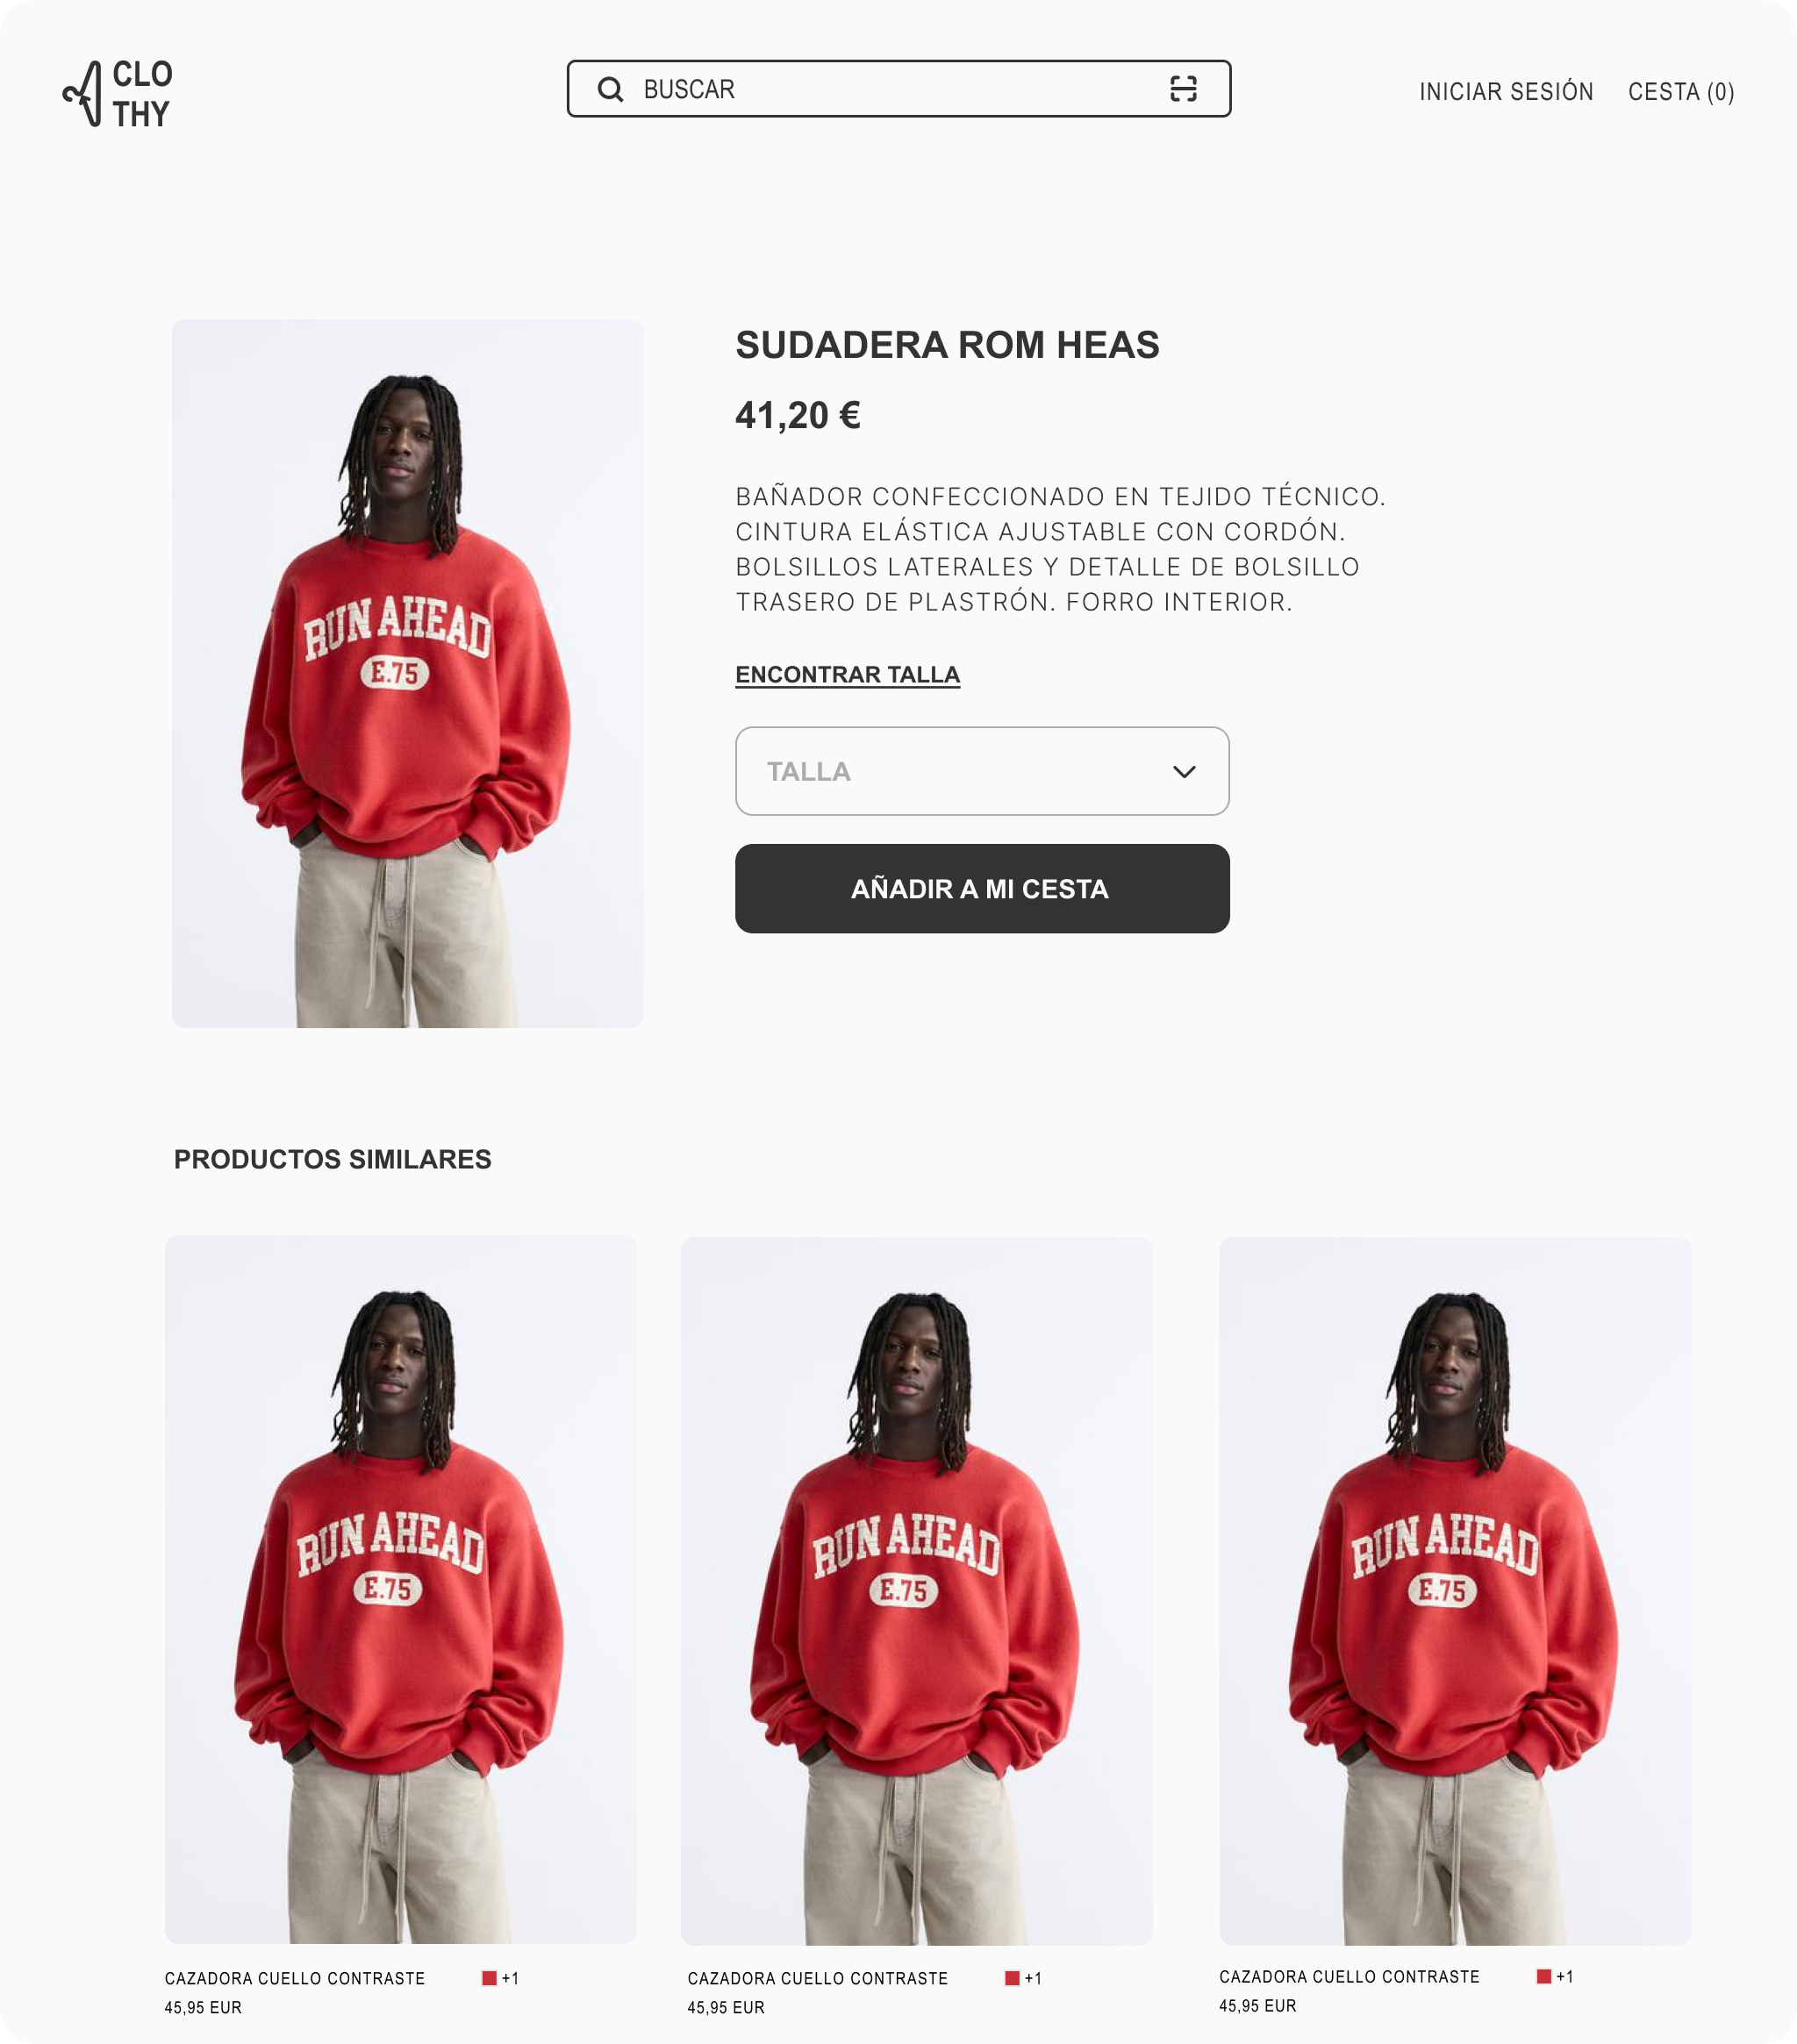 CLO
THY
BUSCAR
INICIAR SESIÓN
CESTA (0)
SUDADERA ROM HEAS
41,20 €
BAÑADOR CONFECCIONADO EN TEJIDO TÉCNICO.
CINTURA ELÁSTICA AJUSTABLE CON CORDÓN.
BOLSILLOS LATERALES Y DETALLE DE BOLSILLO
TRASERO DE PLASTRÓN. FORRO INTERIOR.
ENCONTRAR TALLA
TALLA
AÑADIR A MI CESTA
RUN AHEAD
E.75
PRODUCTOS SIMILARES
RUN AHEAD
E.75
RUN AHEAD
E.75
RUN AHEAD
E.75
CAZADORA CUELLO CONTRASTE
+1
45,95 EUR
CAZADORA CUELLO CONTRASTE
+1
45,95 EUR
CAZADORA CUELLO CONTRASTE
+1
45,95 EUR